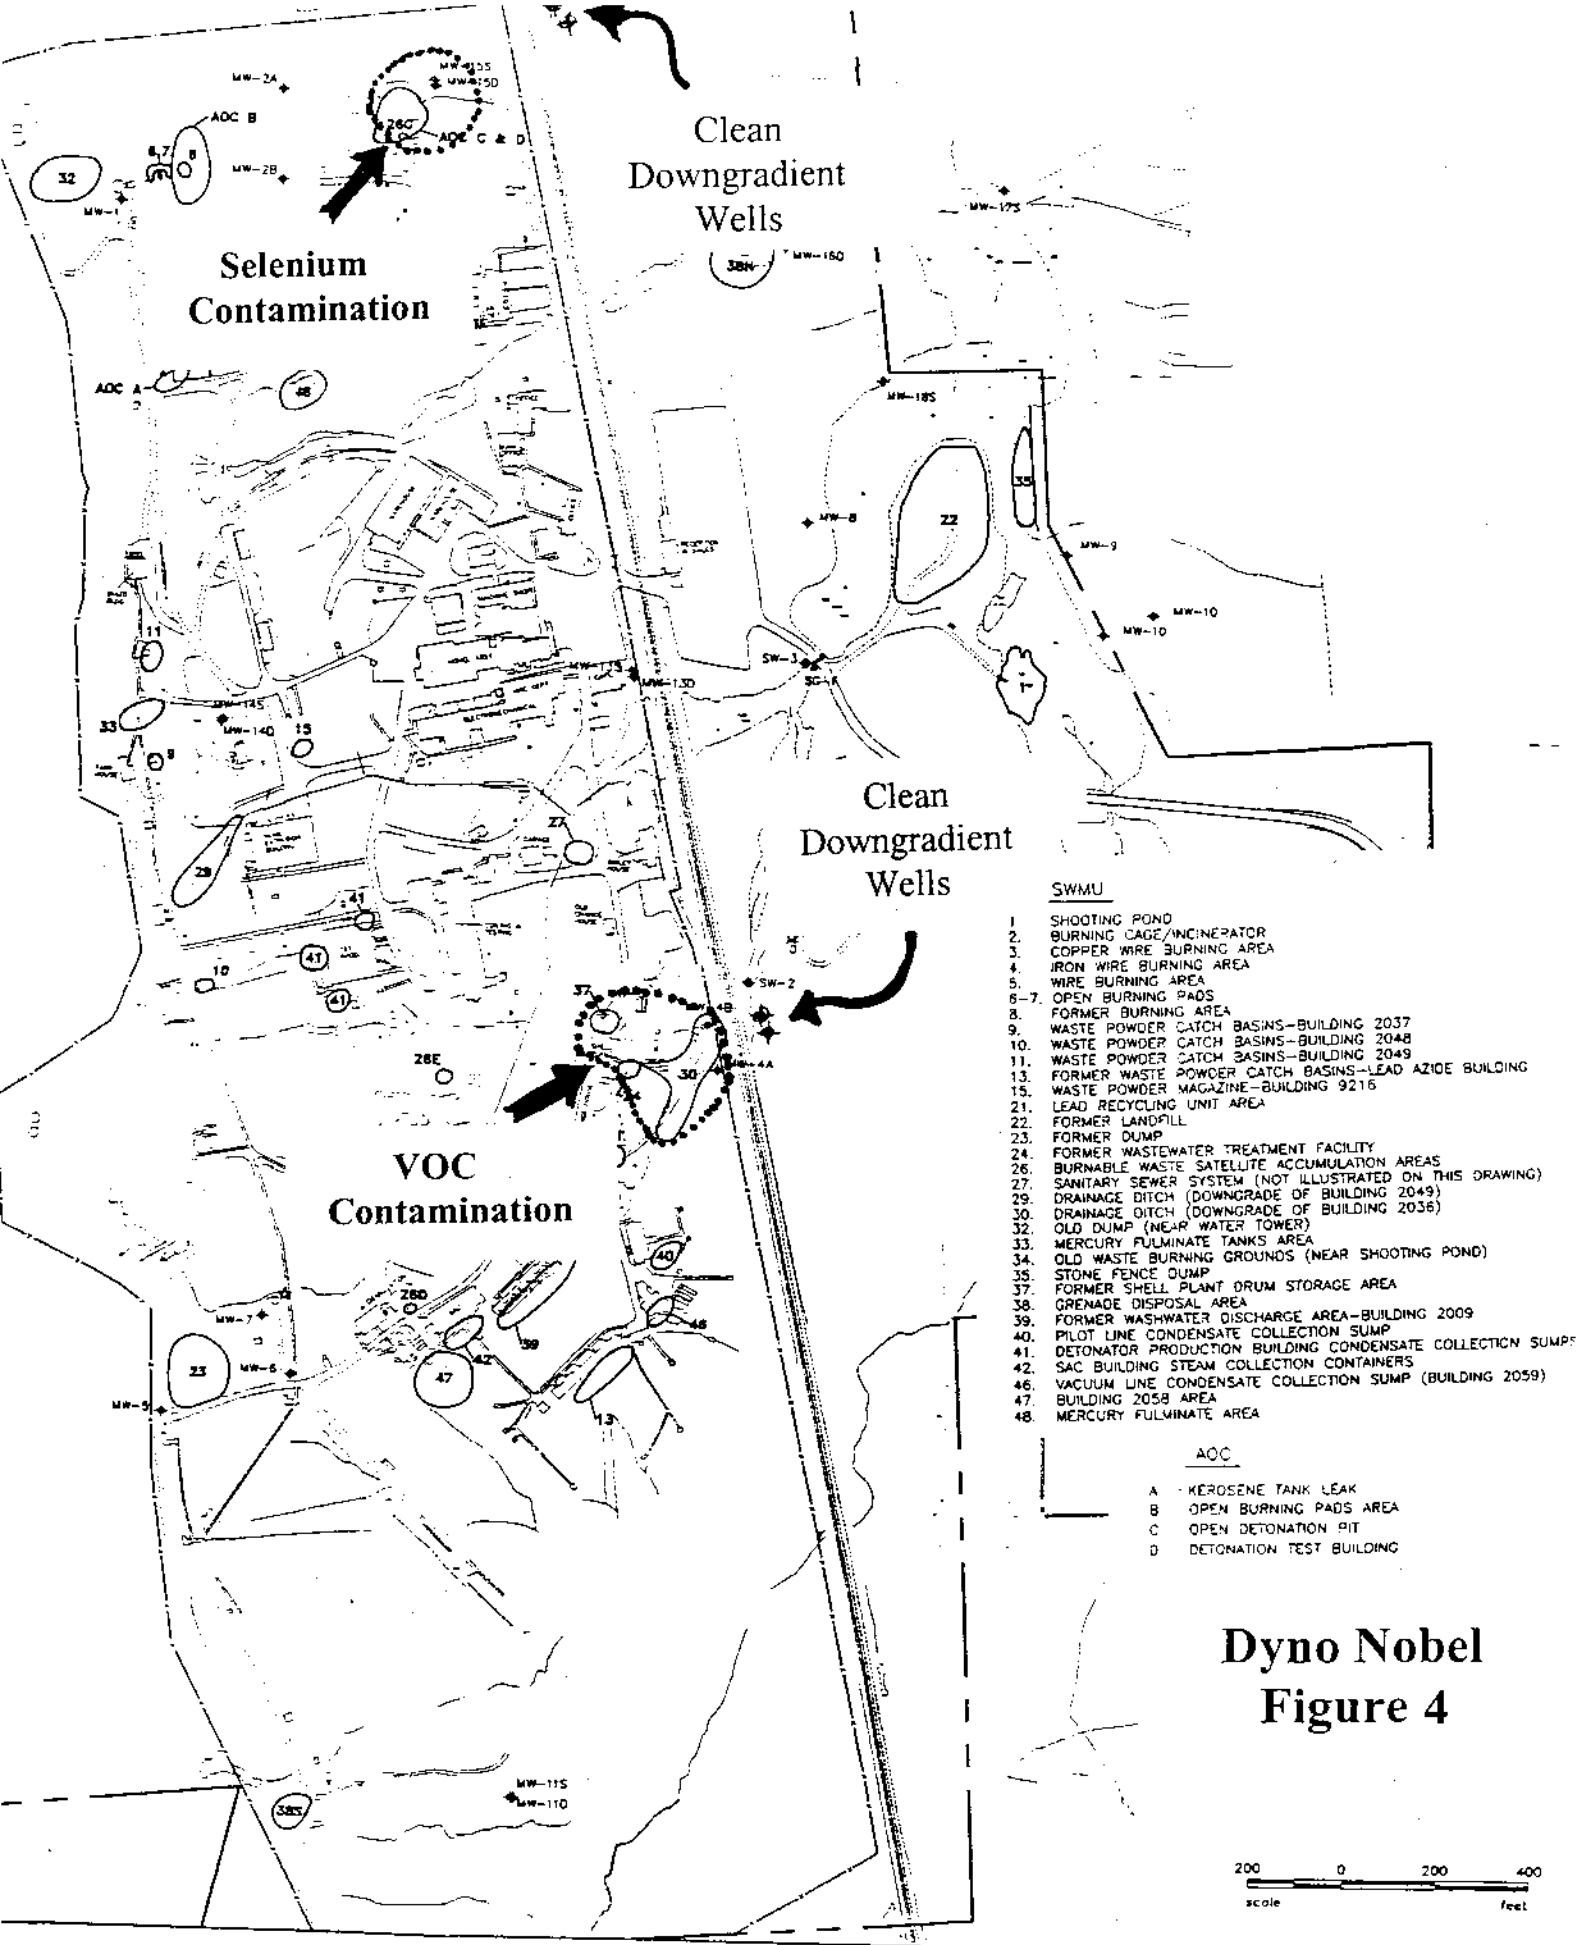 MW-2A
MW-15S
MW-15D
AOC B
26C
AOC C & D
6,7
8
32
MW-2B
MW-1
Clean
Downgradient
Wells
MW-17S
38N
MW-16D
Selenium
Contamination
AOC A
48
MW-18S
35
22
MW-8
MW-9
MW-10
MW-10
11
MACHINE SHOP
SW-3
MW-13D
1
33
MW-14S
MW-14D
15
9
ELECTROMECHANICAL
27
29
Clean
Downgradient
Wells
41
41
10
41
37
SW-2
26E
30
MW-4A
VOC
Contamination
40
26D
MW-7
39
46
23
MW-6
42
47
MW-5
13
SWMU
1 SHOOTING POND
2. BURNING CAGE/INCINERATOR
3. COPPER WIRE BURNING AREA
4. IRON WIRE BURNING AREA
5. WIRE BURNING AREA
6-7. OPEN BURNING PADS
8. FORMER BURNING AREA
9. WASTE POWDER CATCH BASINS-BUILDING 2037
10. WASTE POWDER CATCH BASINS-BUILDING 2048
11. WASTE POWDER CATCH BASINS-BUILDING 2049
13. FORMER WASTE POWDER CATCH BASINS-LEAD AZIDE BUILDING
15. WASTE POWDER MAGAZINE-BUILDING 9216
21. LEAD RECYCLING UNIT AREA
22. FORMER LANDFILL
23. FORMER DUMP
24. FORMER WASTEWATER TREATMENT FACILITY
26. BURNABLE WASTE SATELLITE ACCUMULATION AREAS
27. SANITARY SEWER SYSTEM (NOT ILLUSTRATED ON THIS DRAWING)
29. DRAINAGE DITCH (DOWNGRADE OF BUILDING 2049)
30. DRAINAGE DITCH (DOWNGRADE OF BUILDING 2036)
32. OLD DUMP (NEAR WATER TOWER)
33. MERCURY FULMINATE TANKS AREA
34. OLD WASTE BURNING GROUNDS (NEAR SHOOTING POND)
35. STONE FENCE DUMP
37. FORMER SHELL PLANT DRUM STORAGE AREA
38. GRENADE DISPOSAL AREA
39. FORMER WASHWATER DISCHARGE AREA-BUILDING 2009
40. PILOT LINE CONDENSATE COLLECTION SUMP
41. DETONATOR PRODUCTION BUILDING CONDENSATE COLLECTION SUMPS
42. SAC BUILDING STEAM COLLECTION CONTAINERS
46. VACUUM LINE CONDENSATE COLLECTION SUMP (BUILDING 2059)
47. BUILDING 2058 AREA
48. MERCURY FULMINATE AREA
AOC
A - KEROSENE TANK LEAK
B OPEN BURNING PADS AREA
C OPEN DETONATION PIT
D DETONATION TEST BUILDING
Dyno Nobel
Figure 4
MW-11S
MW-11D
38S
200 0 200 400
scale feet